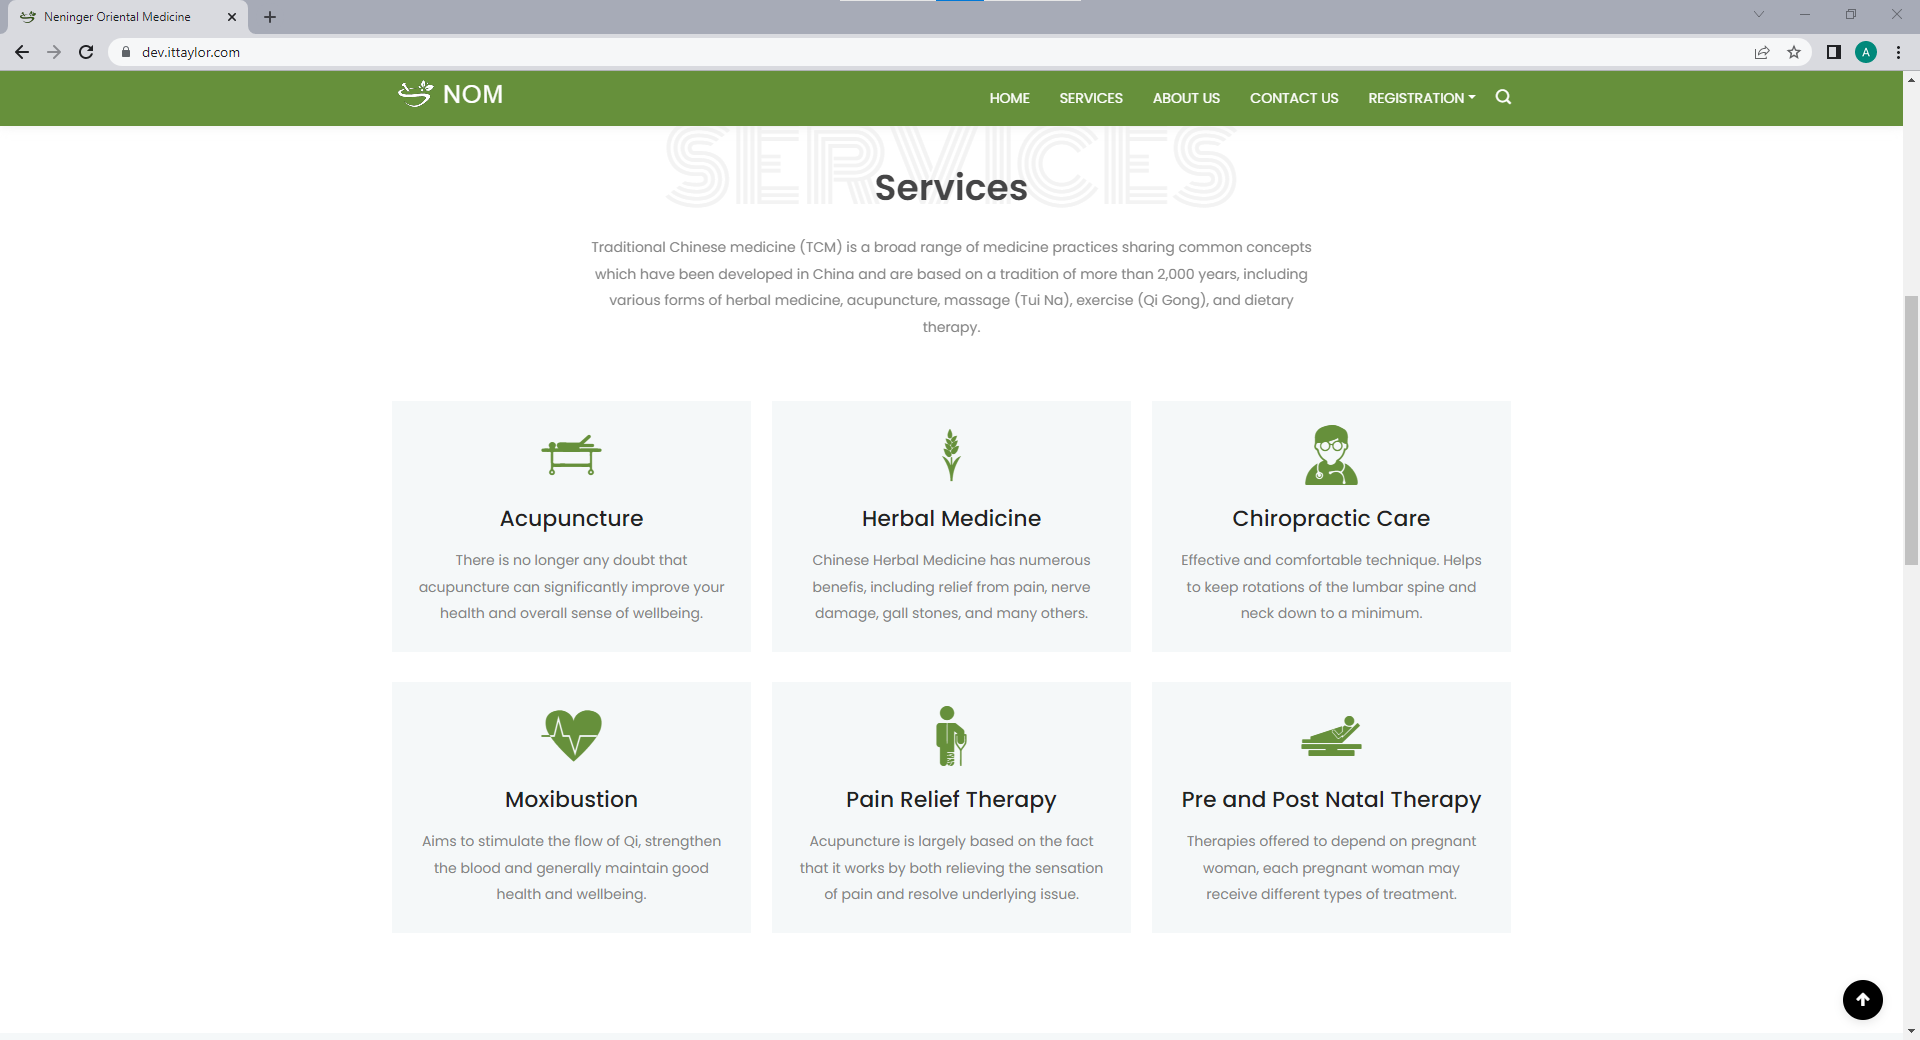 Neninger Oriental Medicine
dev.ittaylor.com
A
NOM
HOME SERVICES ABOUT US CONTACT US REGISTRATION
SERVICES
Services
Traditional Chinese medicine (TCM) is a broad range of medicine practices sharing common concepts
which have been developed in China and are based on a tradition of more than 2,000 years, including
various forms of herbal medicine, acupuncture, massage (Tui Na), exercise (Qi Gong), and dietary
therapy.
Acupuncture
There is no longer any doubt that
acupuncture can significantly improve your
health and overall sense of wellbeing.
Herbal Medicine
Chinese Herbal Medicine has numerous
benefis, including relief from pain, nerve
damage, gall stones, and many others.
Chiropractic Care
Effective and comfortable technique. Helps
to keep rotations of the lumbar spine and
neck down to a minimum.
Moxibustion
Aims to stimulate the flow of Qi, strengthen
the blood and generally maintain good
health and wellbeing.
Pain Relief Therapy
Acupuncture is largely based on the fact
that it works by both relieving the sensation
of pain and resolve underlying issue.
Pre and Post Natal Therapy
Therapies offered to depend on pregnant
woman, each pregnant woman may
receive different types of treatment.